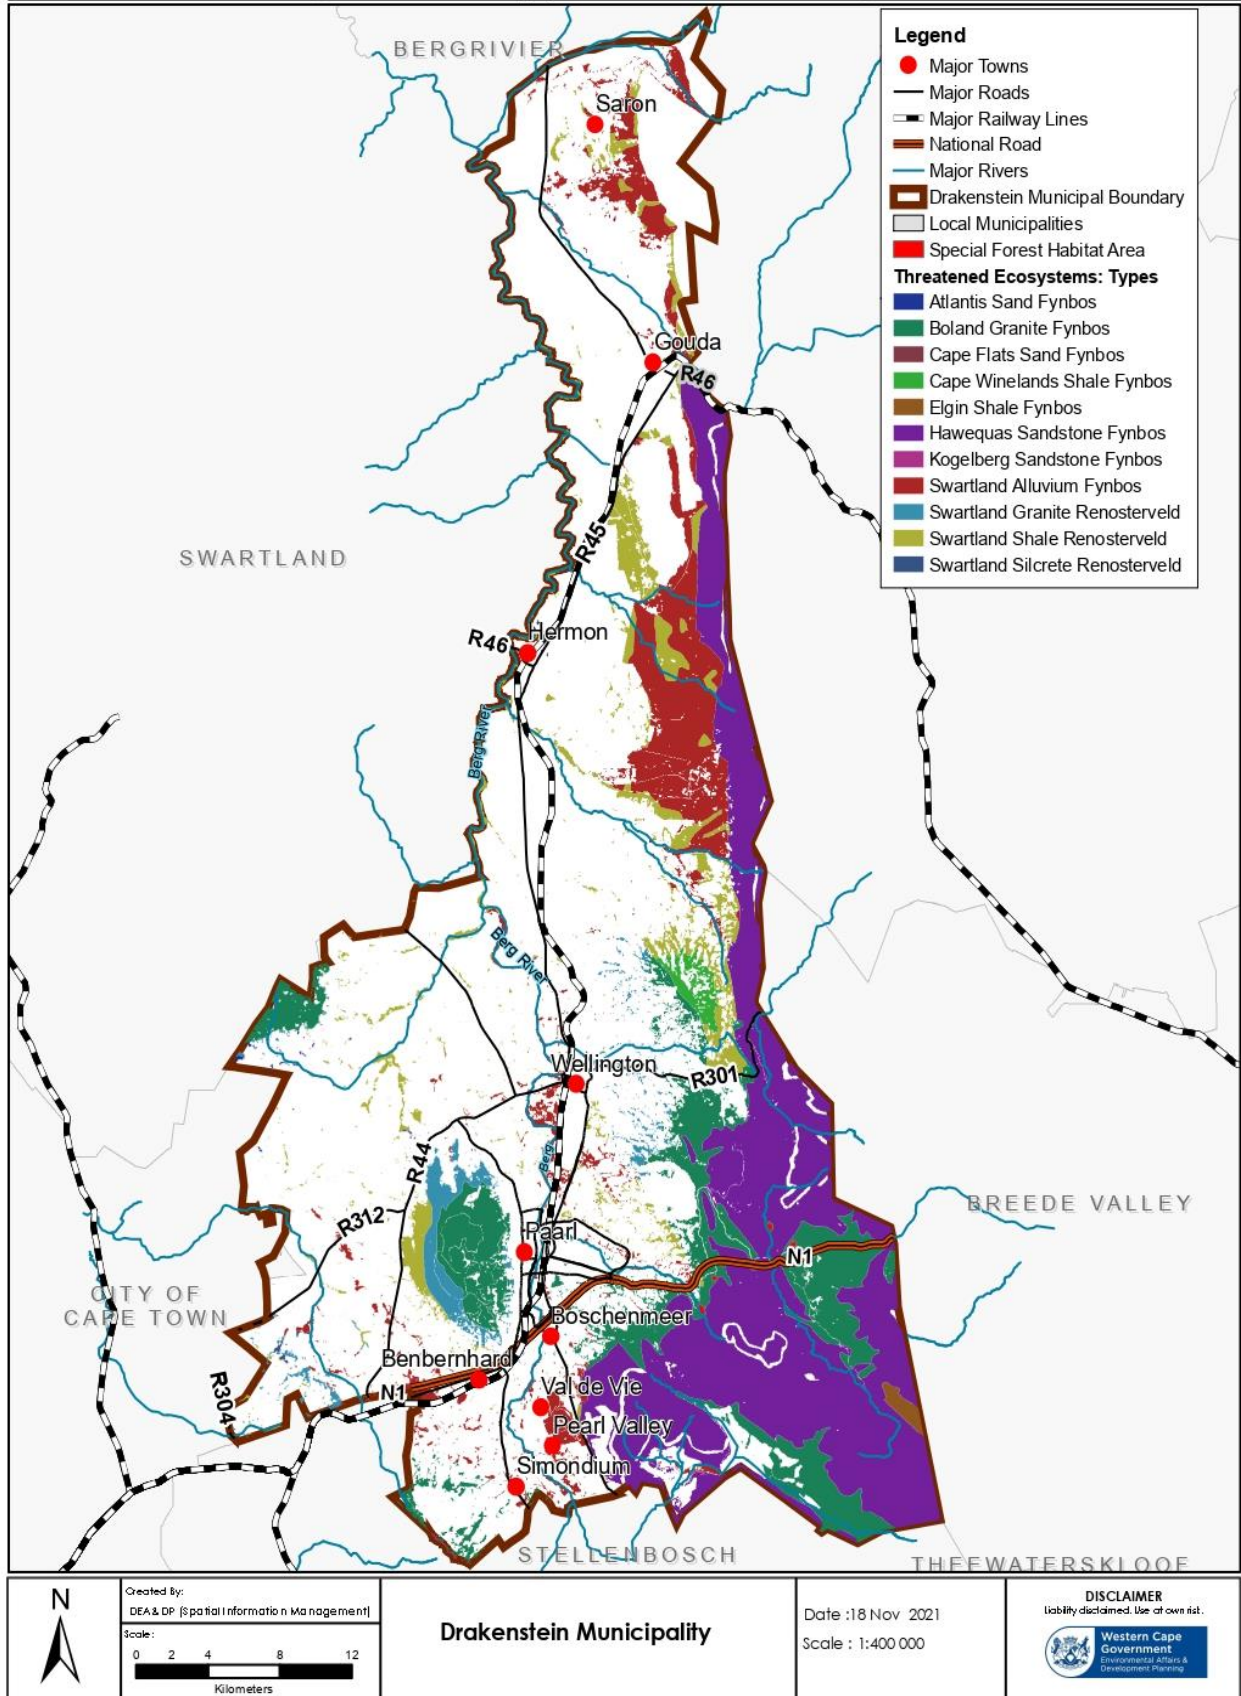 BERGRIVIER
Saron
Gouda
R46
SWARTLAND
R45
R46
Hermon
Berg River
Berg River
Wellington
R301
R44
Berg
R312
BREEDE VALLEY
Paarl
N1
CITY OF
CAPE TOWN
Boschenmeer
Benbernhard
N1
R304
Val de Vie
Pearl Valley
Simondium
STELLENBOSCH
THEEWATERSKLOOF
Legend
Major Towns
Major Roads
Major Railway Lines
National Road
Major Rivers
Drakenstein Municipal Boundary
Local Municipalities
Special Forest Habitat Area
Threatened Ecosystems: Types
Atlantis Sand Fynbos
Boland Granite Fynbos
Cape Flats Sand Fynbos
Cape Winelands Shale Fynbos
Elgin Shale Fynbos
Hawequas Sandstone Fynbos
Kogelberg Sandstone Fynbos
Swartland Alluvium Fynbos
Swartland Granite Renosterveld
Swartland Shale Renosterveld
Swartland Silcrete Renosterveld
N
Created By:
DEA& DP (Spatial Information Management)
Scale:
0 2 4 8 12
Kilometers
Drakenstein Municipality
Date :18 Nov 2021
Scale : 1:400 000
DISCLAIMER
Liability disclaimed. Use at own risk.
Western Cape
Government
Environmental Affairs &
Development Planning